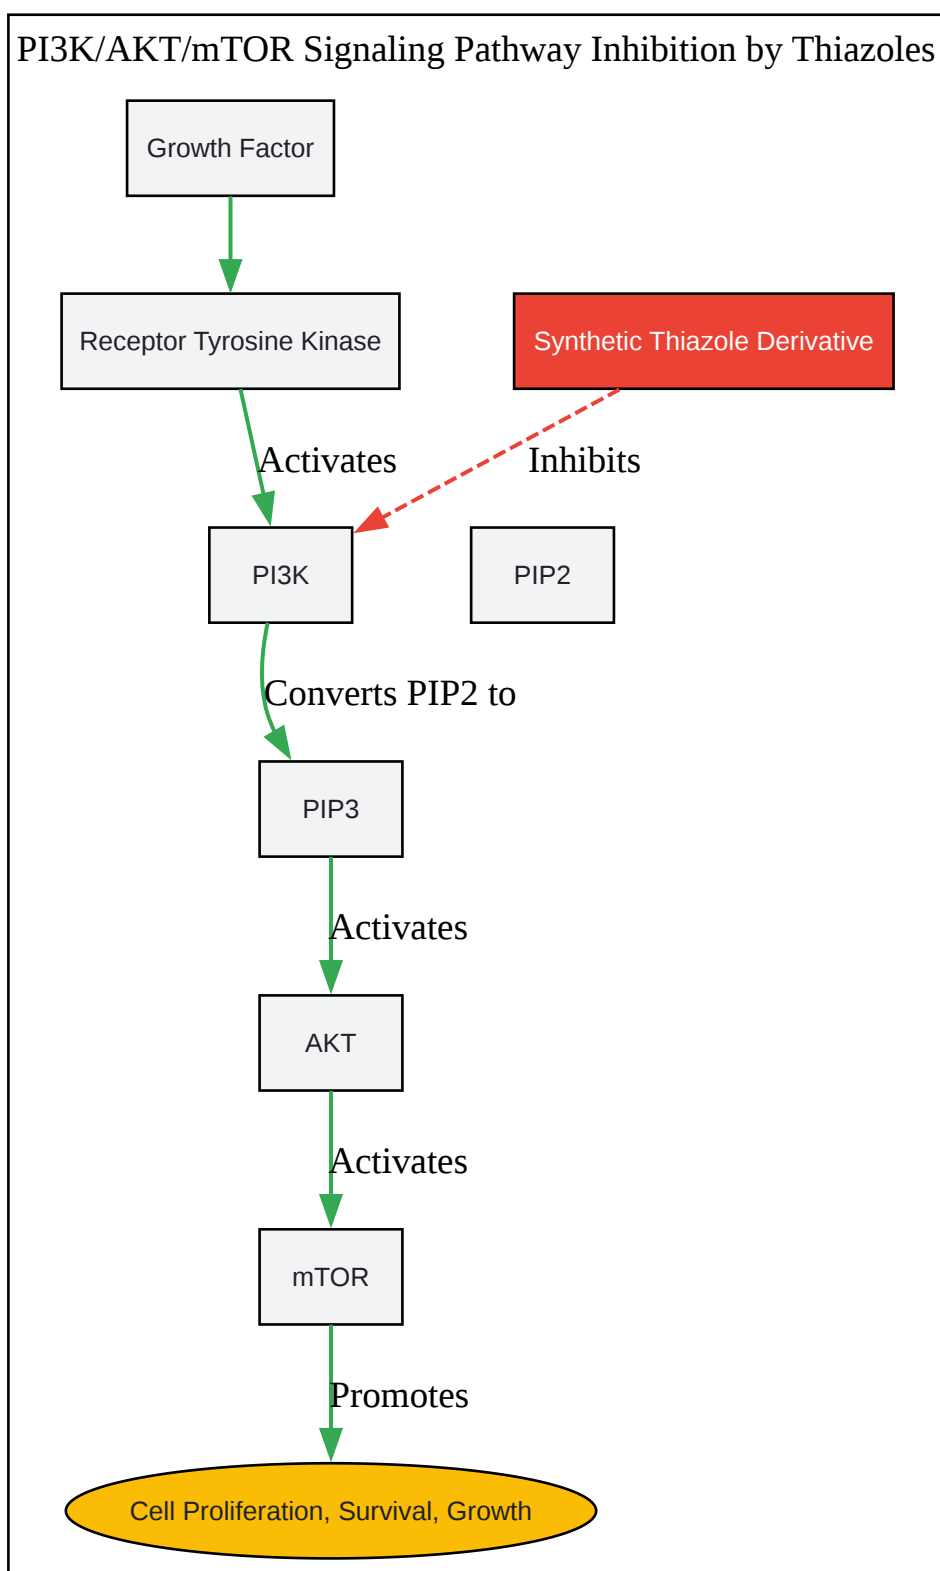 PI3K/AKT/mTOR Signaling Pathway Inhibition by Thiazoles
Growth Factor
Receptor Tyrosine Kinase
Synthetic Thiazole Derivative
Activates
Inhibits
PI3K
PIP2
Converts PIP2 to
PIP3
Activates
AKT
Activates
mTOR
Promotes
Cell Proliferation, Survival, Growth